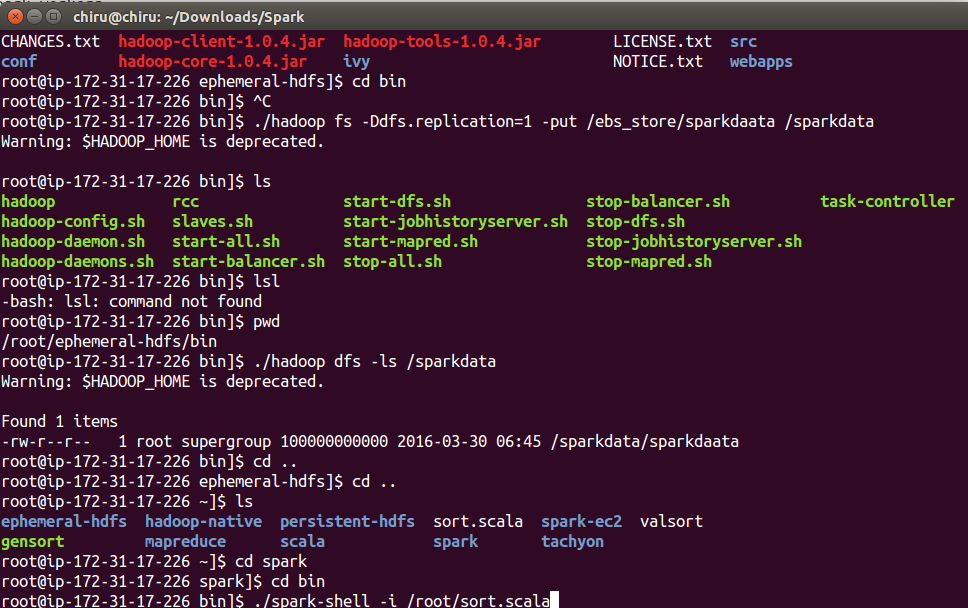 chiru@chiru: ~/Downloads/Spark
CHANGES.txt  hadoop-client-1.0.4.jar  hadoop-tools-1.0.4.jar        LICENSE.txt  src
conf         hadoop-core-1.0.4.jar    ivy                           NOTICE.txt   webapps
root@ip-172-31-17-226 ephemeral-hdfs]$ cd bin
root@ip-172-31-17-226 bin]$ ^C
root@ip-172-31-17-226 bin]$ ./hadoop fs -Ddfs.replication=1 -put /ebs_store/sparkdaata /sparkdata
Warning: $HADOOP_HOME is deprecated.
root@ip-172-31-17-226 bin]$ ls
hadoop             rcc                start-dfs.sh               stop-balancer.sh          task-controller
hadoop-config.sh   slaves.sh          start-jobhistoryserver.sh  stop-dfs.sh
hadoop-daemon.sh   start-all.sh       start-mapred.sh            stop-jobhistoryserver.sh
hadoop-daemons.sh  start-balancer.sh  stop-all.sh                stop-mapred.sh
root@ip-172-31-17-226 bin]$ lsl
-bash: lsl: command not found
root@ip-172-31-17-226 bin]$ pwd
/root/ephemeral-hdfs/bin
root@ip-172-31-17-226 bin]$ ./hadoop dfs -ls /sparkdata
Warning: $HADOOP_HOME is deprecated.
Found 1 items
-rw-r--r--   1 root supergroup 100000000000 2016-03-30 06:45 /sparkdata/sparkdaata
root@ip-172-31-17-226 bin]$ cd ..
root@ip-172-31-17-226 ephemeral-hdfs]$ cd ..
root@ip-172-31-17-226 ~]$ ls
ephemeral-hdfs  hadoop-native  persistent-hdfs  sort.scala  spark-ec2  valsort
gensort         mapreduce      scala            spark       tachyon
root@ip-172-31-17-226 ~]$ cd spark
root@ip-172-31-17-226 spark]$ cd bin
root@ip-172-31-17-226 bin]$ ./spark-shell -i /root/sort.scala